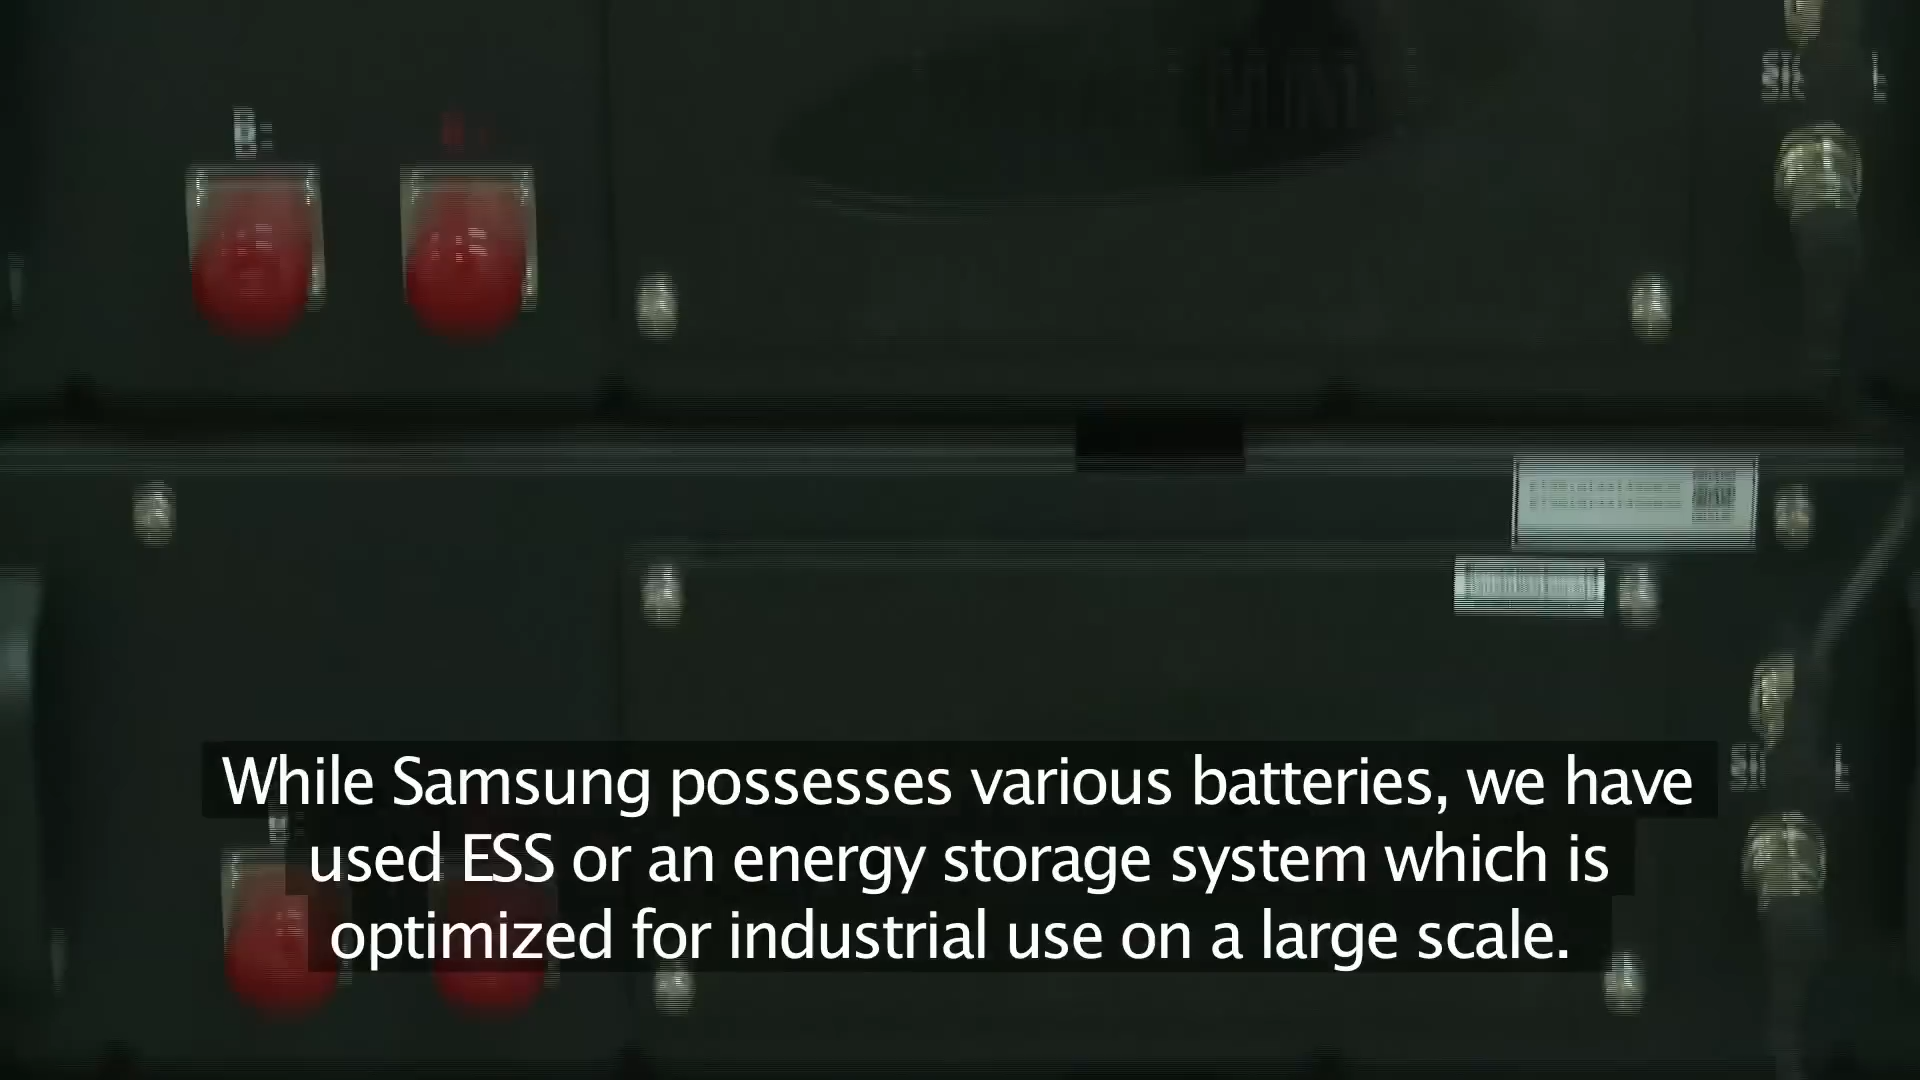 While Samsung possesses various batteries, we have
used ESS or an energy storage system which is
optimized for industrial use on a large scale.